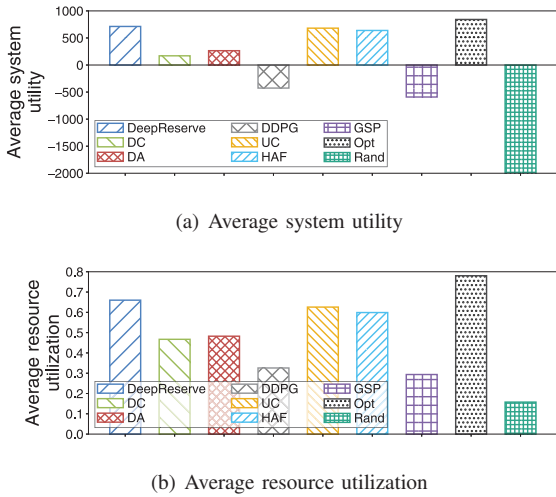 Average system
utility
1000
500
0
−500
−1000
−1500
−2000
DeepReserve DDPG GSP
DC UC Opt
DA HAF Rand
(a) Average system utility
Average resource
utilization
0.8
0.7
0.6
0.5
0.4
0.3
0.2
0.1
0.0
DeepReserve DDPG GSP
DC UC Opt
DA HAF Rand
(b) Average resource utilization